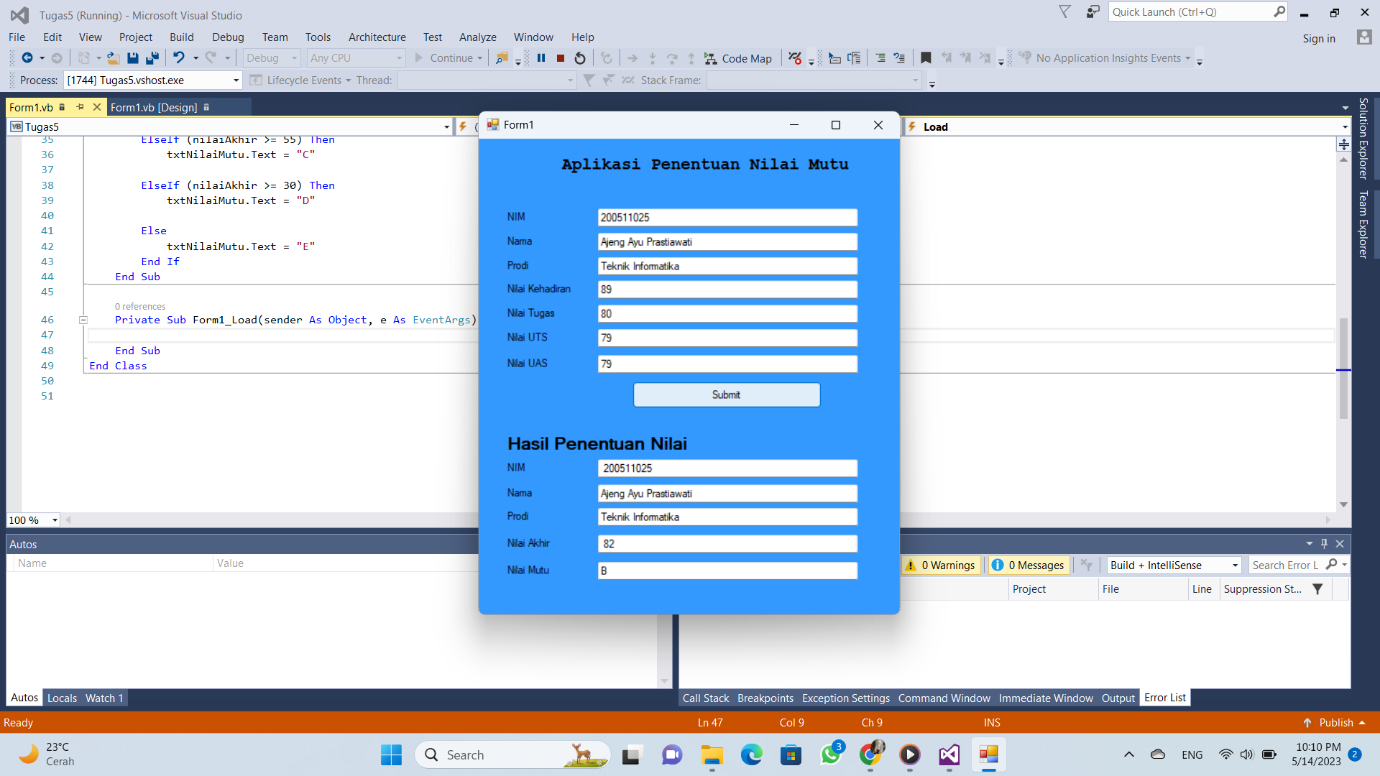 Tugas5 (Running) - Microsoft Visual Studio
Quick Launch (Ctrl+Q)
File Edit View Project Build Debug Team Tools Architecture Test Analyze Window Help
Sign in
Debug Any CPU Continue Code Map No Application Insights Events
Process: [1744] Tugas5.vshost.exe Lifecycle Events Thread: Stack Frame:
Form1.vb Form1.vb [Design]
VB Tugas5
Load
35 ElseIf (nilaiAkhir >= 55) Then
36 txtNilaiMutu.Text = "C"
37
38 ElseIf (nilaiAkhir >= 30) Then
39 txtNilaiMutu.Text = "D"
40
41 Else
42 txtNilaiMutu.Text = "E"
43 End If
44 End Sub
45
0 references
46 Private Sub Form1_Load(sender As Object, e As EventArgs)
47
48 End Sub
49 End Class
50
51
100 %
Form1
Aplikasi Penentuan Nilai Mutu
NIM 200511025
Nama Ajeng Ayu Prastiawati
Prodi Teknik Informatika
Nilai Kehadiran 89
Nilai Tugas 80
Nilai UTS 79
Nilai UAS 79
Submit
Hasil Penentuan Nilai
NIM 200511025
Nama Ajeng Ayu Prastiawati
Prodi Teknik Informatika
Nilai Akhir 82
Nilai Mutu B
Solution Explorer
Team Explorer
Autos
Name Value
0 Warnings 0 Messages Build + IntelliSense Search Error L
Project File Line Suppression St...
Autos Locals Watch 1
Call Stack Breakpoints Exception Settings Command Window Immediate Window Output Error List
Ready Ln 47 Col 9 Ch 9 INS Publish
23°C
Cerah
Search
3
ENG
10:10 PM
5/14/2023
2